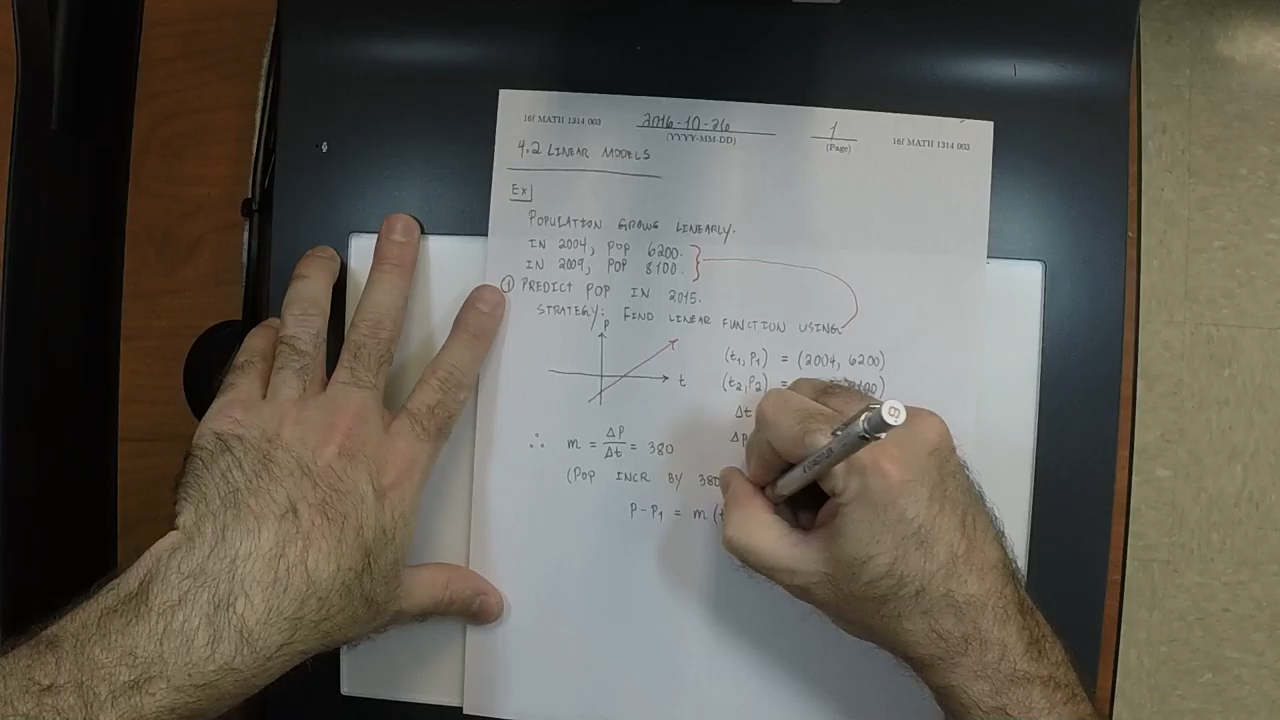 16f MATH 1314 003 2016-10-26 1 16f MATH 1314 003
(YYYY-MM-DD) (Page)
4.2 LINEAR MODELS
Ex
POPULATION GROWS LINEARLY.
IN 2004, POP 6200.
IN 2009, POP 8100.
① PREDICT POP IN 2015.
STRATEGY: FIND LINEAR FUNCTION USING
P
t
(t₁, P₁) = (2004, 6200)
(t₂, P₂) =
Δt
Δp
∴ m = ΔP/Δt = 380
(POP INCR BY 380
P-P₁ = m (